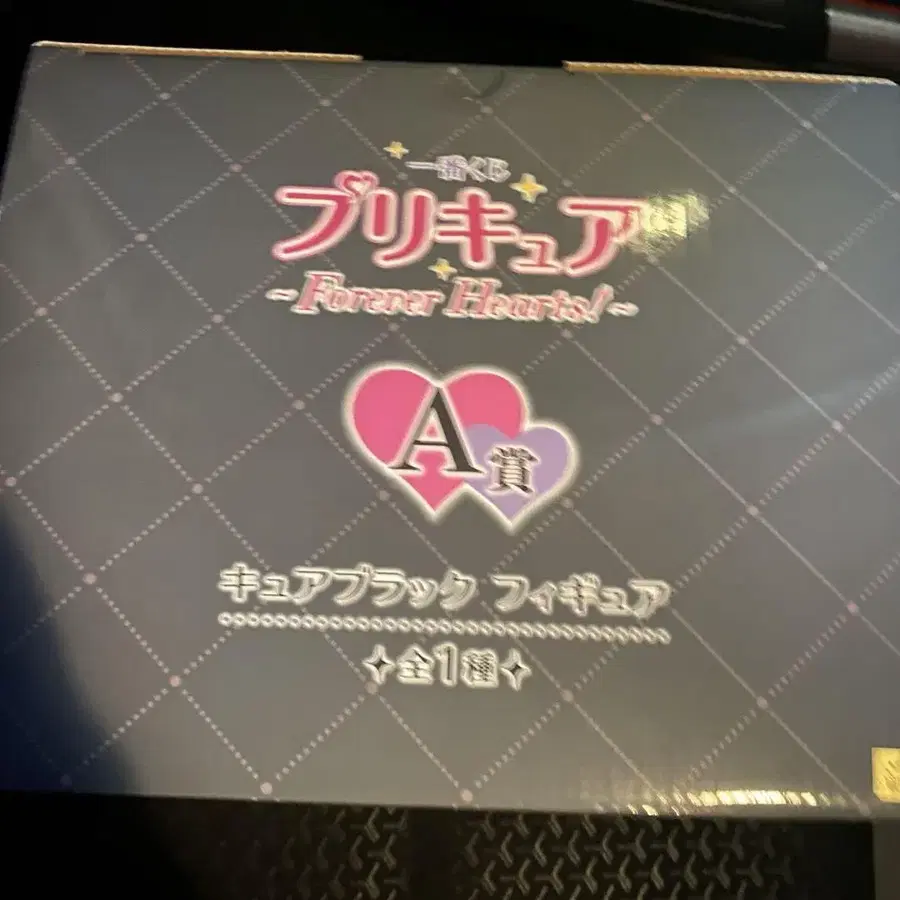 一番くじ
プリキュア
~Forever Hearts!~
A賞
キュアブラック フィギュア
全1種